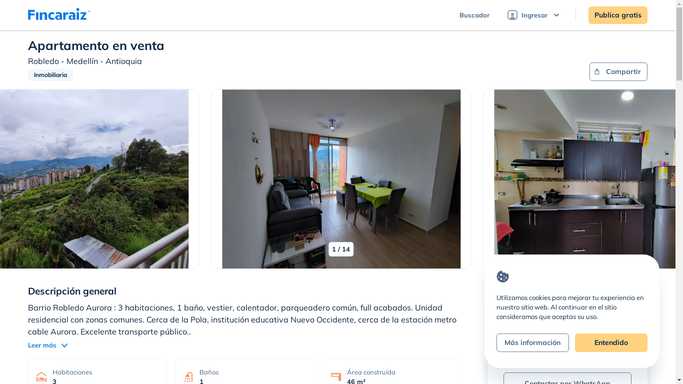 Fincaraiz
Buscador
Ingresar
Publica gratis
Apartamento en venta
Robledo - Medellín - Antioquia
Inmobiliaria
Compartir
1 / 14
Descripción general
Barrio Robledo Aurora : 3 habitaciones, 1 baño, vestier, calentador, parqueadero común, full acabados. Unidad
residencial con zonas comunes. Cerca de la Pola, institución educativa Nuevo Occidente, cerca de la estación metro
cable Aurora. Excelente transporte público..
Leer más
Habitaciones
3
Baños
1
Área construida
46 m²
Utilizamos cookies para mejorar tu experiencia en
nuestro sitio web. Al continuar en el sitio
consideramos que aceptas su uso.
Más información
Entendido
Contactar por WhatsApp